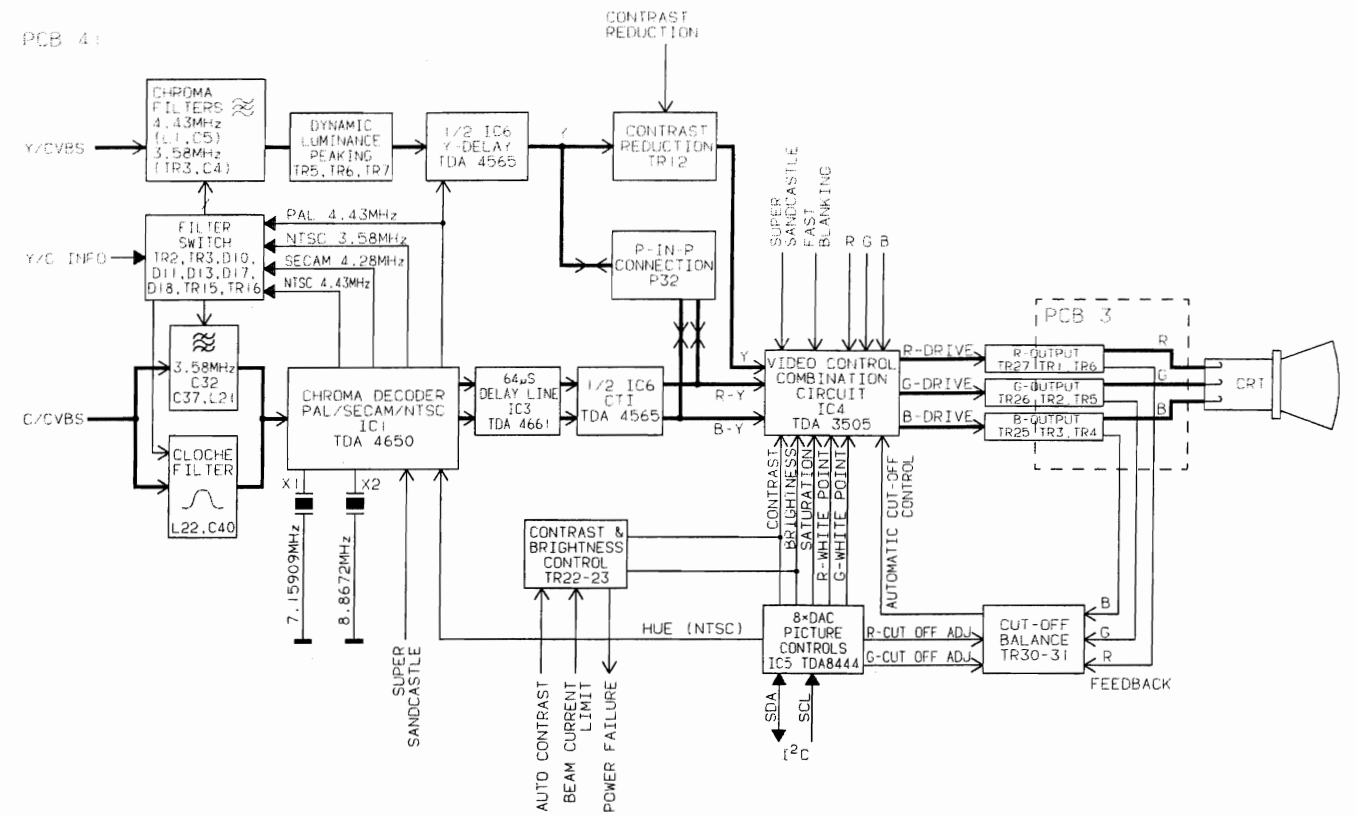 PCB 4
CONTRAST
REDUCTION
Y/CVBS
CHROMA
FILTERS
4.43MHz
(L1,C5)
3.58MHz
(TR3,C4)
DYNAMIC
LUMINANCE
PEAKING
TR5,TR6,TR7
1/2 IC6
Y-DELAY
TDA 4565
Y
CONTRAST
REDUCTION
TR12
Y/C INFO
FILTER
SWITCH
TR2,TR3,D10,
D11,D13,D17,
D18,TR15,TR16
PAL 4.43MHz
NTSC 3.58MHz
SECAM 4.28MHz
NTSC 4.43MHz
P-IN-P
CONNECTION
P32
SUPER
SANDCASTLE
FAST
BLANKING
R G B
C/CVBS
3.58MHz
C32
C37,L21
CLOCHE
FILTER
L22,C40
CHROMA DECODER
PAL/SECAM/NTSC
IC1
TDA 4650
X1
X2
7.15909MHz
8.8672MHz
64µS
DELAY LINE
IC3
TDA 4661
1/2 IC6
CTI
TDA 4565
Y
R-Y
B-Y
VIDEO CONTROL
COMBINATION
CIRCUIT
IC4
TDA 3505
R-DRIVE
G-DRIVE
B-DRIVE
PCB 3
R-OUTPUT
TR27 TR1, TR6
G-OUTPUT
TR26 TR2, TR5
B-OUTPUT
TR25 TR3, TR4
R
G
B
CRT
CONTRAST
BRIGHTNESS
SATURATION
R-WHITE POINT
G-WHITE POINT
AUTOMATIC CUT-OFF
CONTROL
CONTRAST &
BRIGHTNESS
CONTROL
TR22-23
SUPER
SANDCASTLE
AUTO CONTRAST
BEAM CURRENT
LIMIT
POWER FAILURE
HUE (NTSC)
8×DAC
PICTURE
CONTROLS
IC5 TDA8444
R-CUT OFF ADJ
G-CUT OFF ADJ
CUT-OFF
BALANCE
TR30-31
B
G
R
FEEDBACK
SDA
SCL
I²C